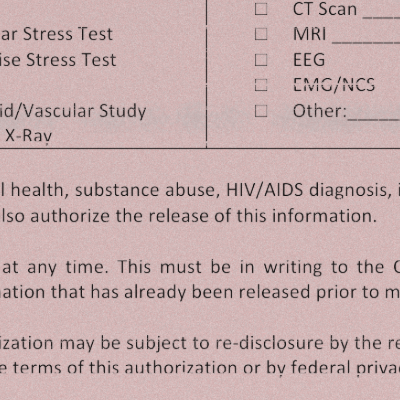 ar Stress Test
ise Stress Test
id/Vascular Study
X-Ray
☐ CT Scan ____
☐ MRI ________
☐ EEG
☐ EMG/NCS
☐ Other:______
l health, substance abuse, HIV/AIDS diagnosis, i
lso authorize the release of this information.
at any time. This must be in writing to the C
ation that has already been released prior to m
ization may be subject to re-disclosure by the re
e terms of this authorization or by federal priva